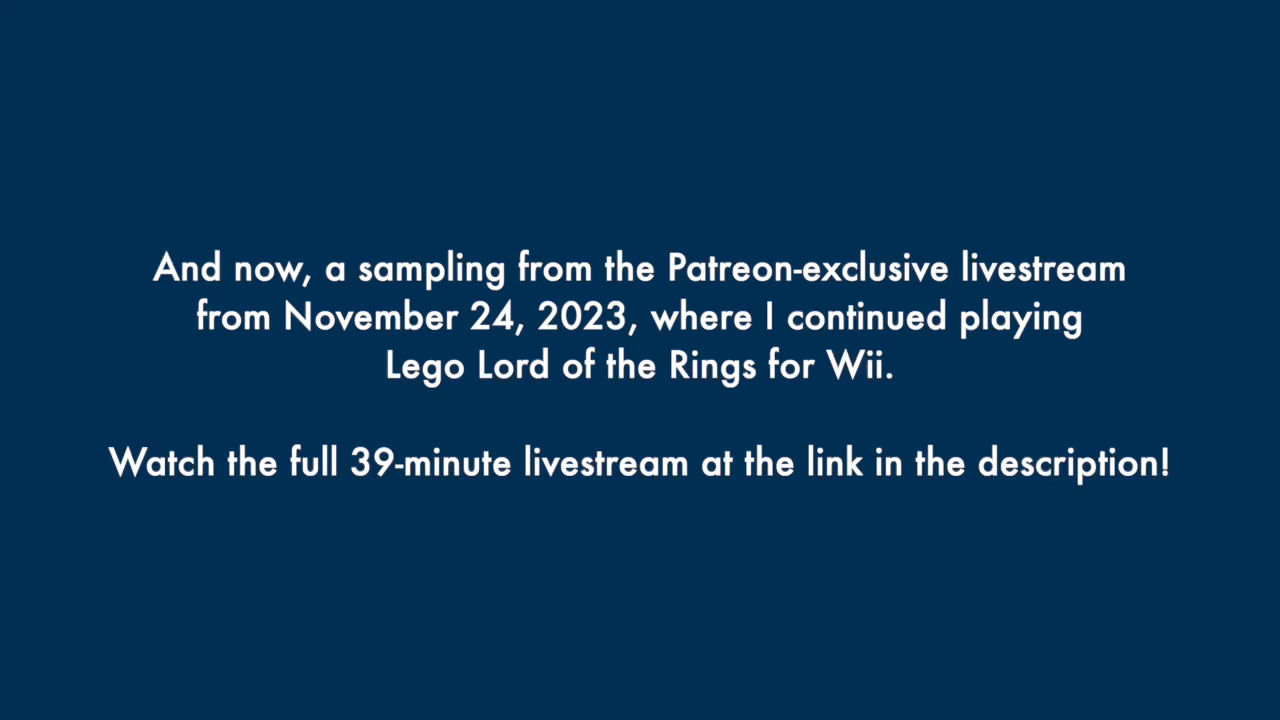 And now, a sampling from the Patreon-exclusive livestream
from November 24, 2023, where I continued playing
Lego Lord of the Rings for Wii.
Watch the full 39-minute livestream at the link in the description!